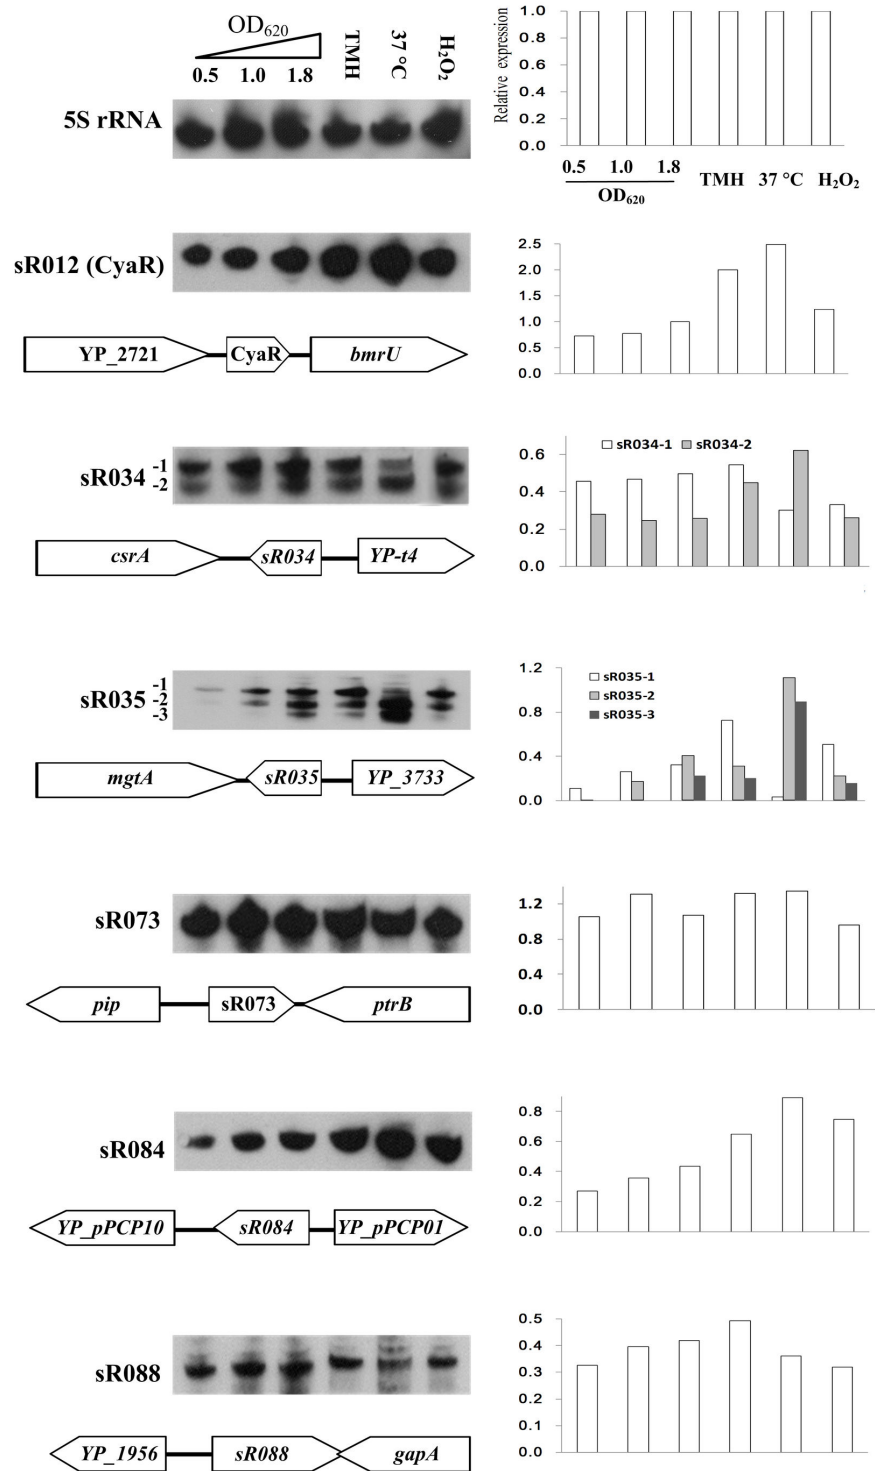 OD620
0.5 1.0 1.8 TMH 37 °C H2O2
5S rRNA
Relative expression
1.0
0.8
0.6
0.4
0.2
0.0
0.5 1.0 1.8 TMH 37 °C H2O2
OD620
sR012 (CyaR)
YP_2721 CyaR bmrU
2.5
2.0
1.5
1.0
0.5
0.0
sR034 -1
-2
csrA sR034 YP-t4
sR034-1 sR034-2
0.6
0.4
0.2
0.0
sR035 -1
-2
-3
mgtA sR035 YP_3733
sR035-1
sR035-2
sR035-3
1.2
0.8
0.4
0.0
sR073
pip sR073 ptrB
1.2
0.8
0.4
0.0
sR084
YP_pPCP10 sR084 YP_pPCP01
0.8
0.6
0.4
0.2
0.0
sR088
YP_1956 sR088 gapA
0.5
0.4
0.3
0.2
0.1
0.0